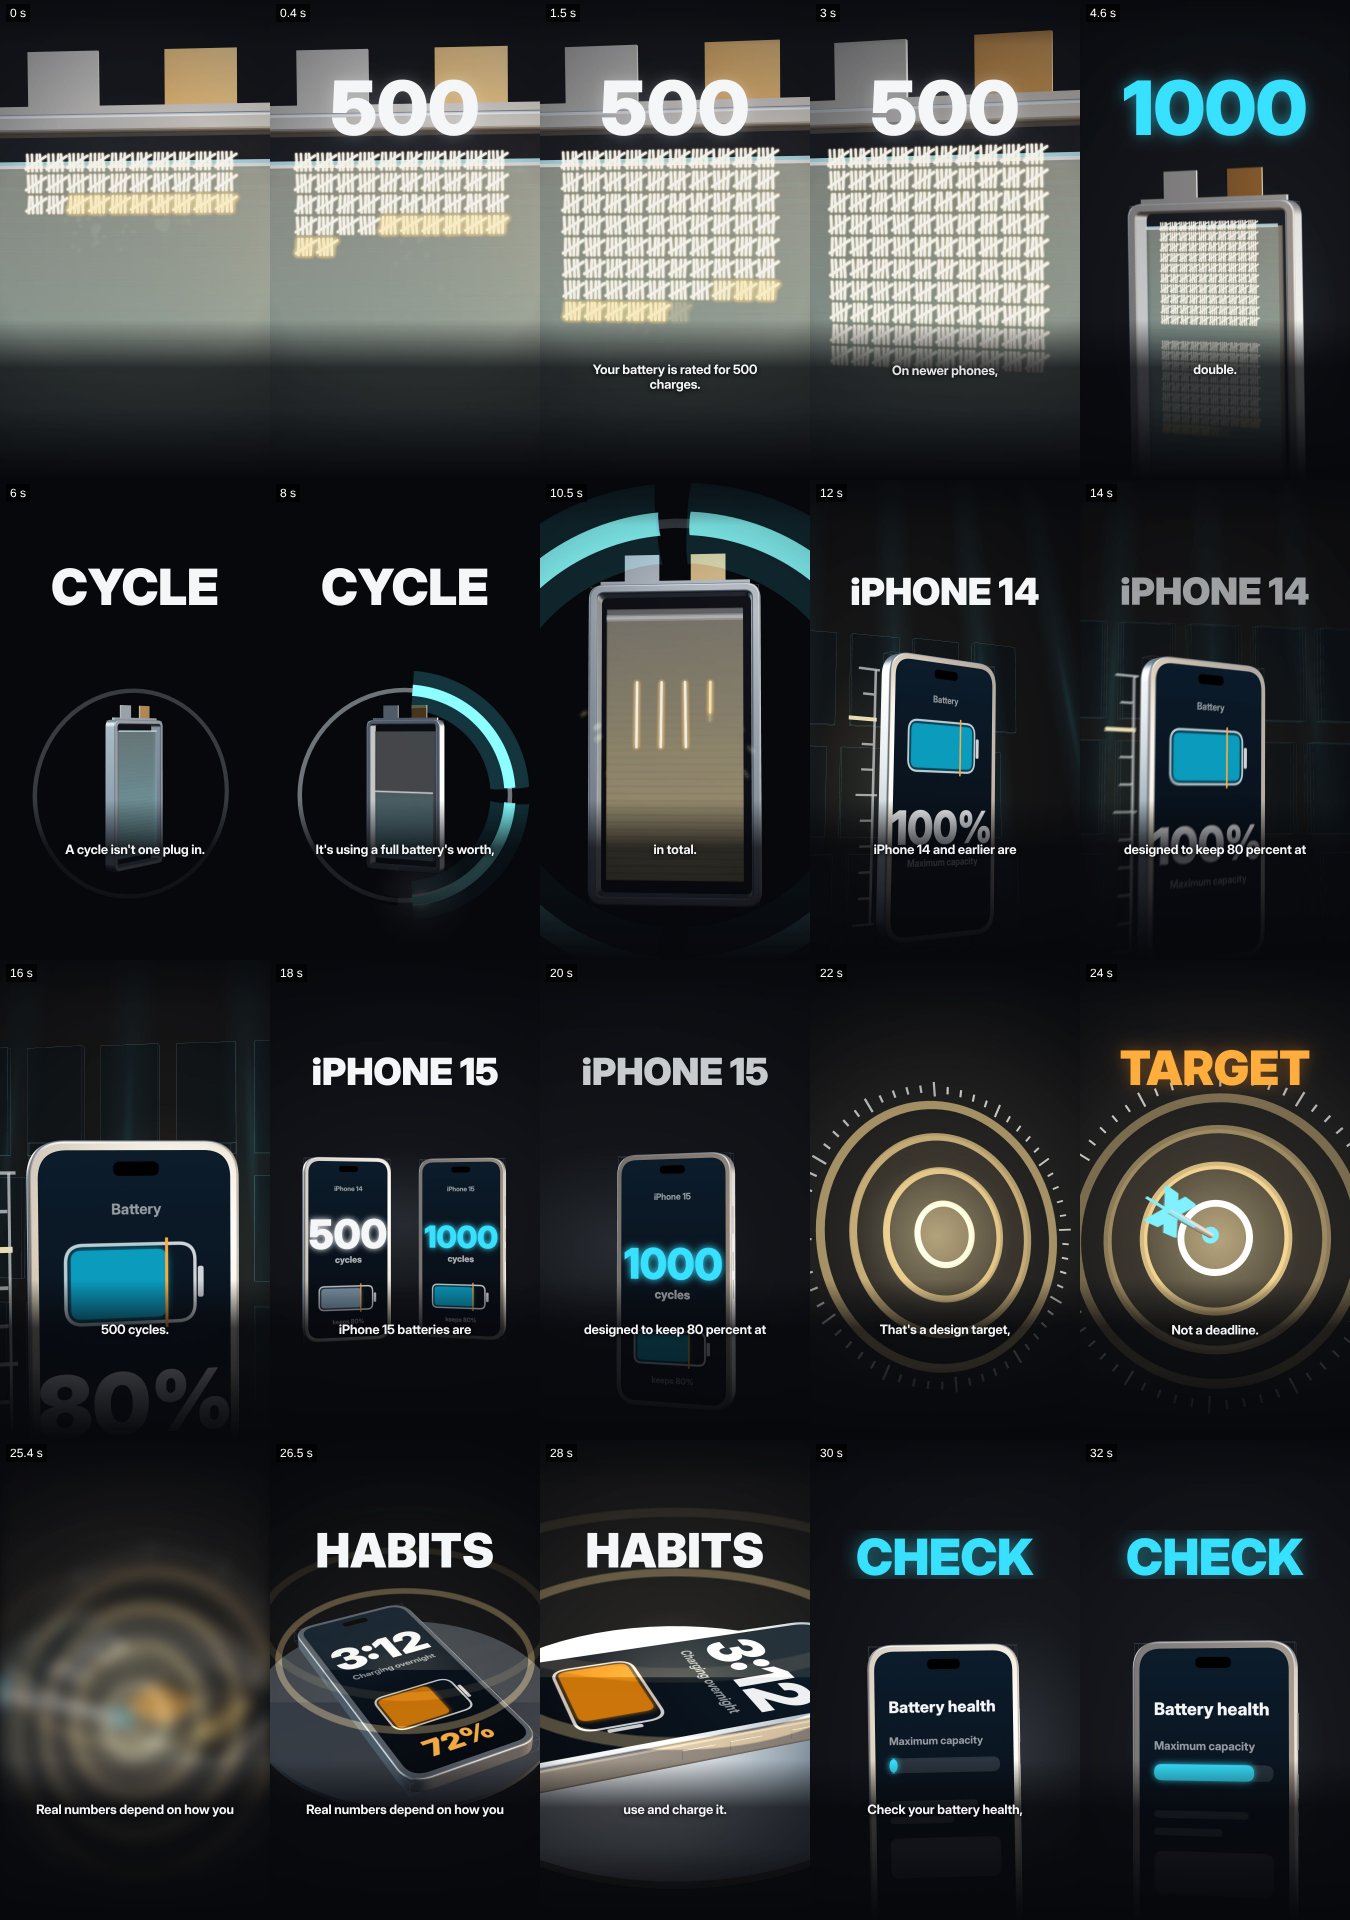 0 s
0.4 s
500
1.5 s
500
Your battery is rated for 500
charges.
3 s
500
On newer phones,
4.6 s
1000
double.
6 s
CYCLE
A cycle isn't one plug in.
8 s
CYCLE
It's using a full battery's worth,
10.5 s
in total.
12 s
iPHONE 14
Battery
100%
iPhone 14 and earlier are
Maximum capacity
14 s
iPHONE 14
Battery
100%
designed to keep 80 percent at
Maximum capacity
16 s
Battery
500 cycles.
80%
18 s
iPHONE 15
iPhone 14
500
cycles
iPhone 15
1000
cycles
keeps 80%
keeps 80%
iPhone 15 batteries are
20 s
iPHONE 15
iPhone 15
1000
cycles
designed to keep 80 percent at
keeps 80%
22 s
That's a design target,
24 s
TARGET
Not a deadline.
25.4 s
Real numbers depend on how you
26.5 s
HABITS
3:12
Charging overnight
72%
Real numbers depend on how you
28 s
HABITS
3:12
Charging overnight
use and charge it.
30 s
CHECK
Battery health
Maximum capacity
Check your battery health,
32 s
CHECK
Battery health
Maximum capacity